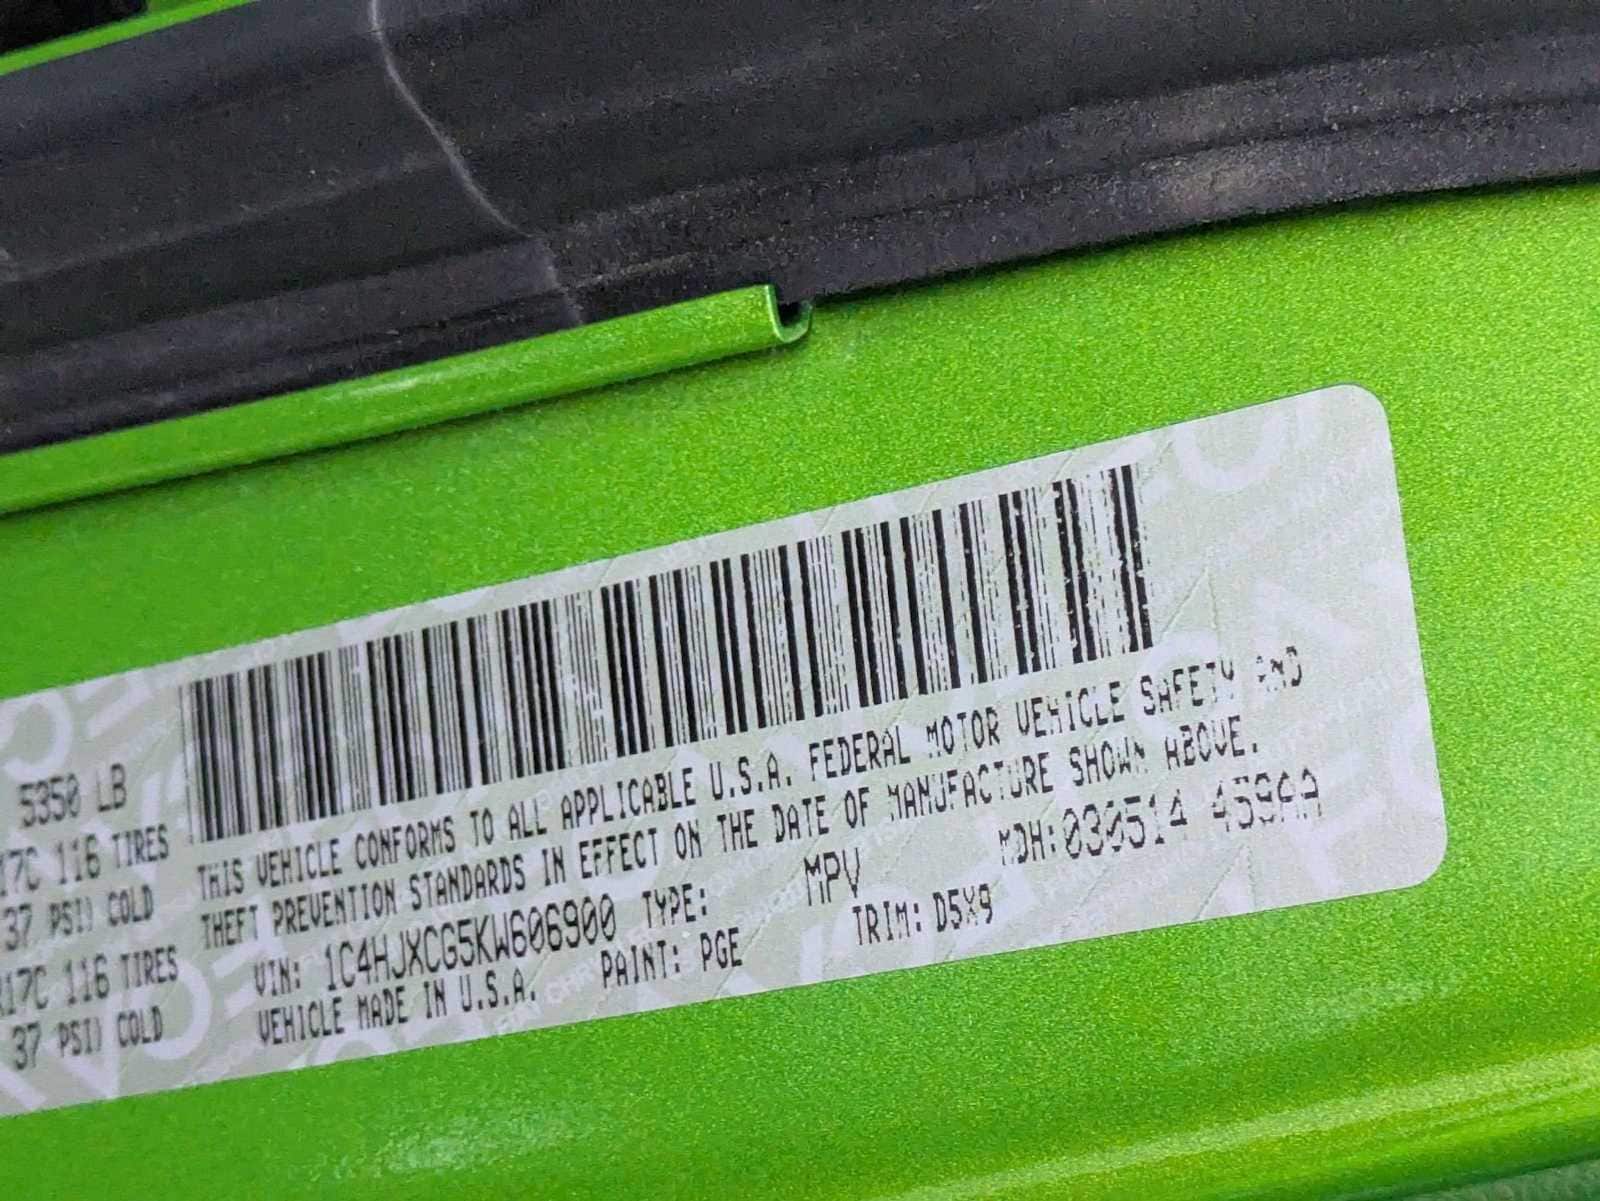 5350 LB
17C 116 TIRES
37 PSI) COLD
R17C 116 TIRES
37 PSI) COLD
THIS VEHICLE CONFORMS TO ALL APPLICABLE U.S.A. FEDERAL MOTOR VEHICLE SAFETY AND
THEFT PREVENTION STANDARDS IN EFFECT ON THE DATE OF MANUFACTURE SHOWN ABOVE.
VIN: 1C4HJXCG5KW606900 TYPE: MPV MDH:030514 459AA
VEHICLE MADE IN U.S.A. PAINT: PGE TRIM: D5X9